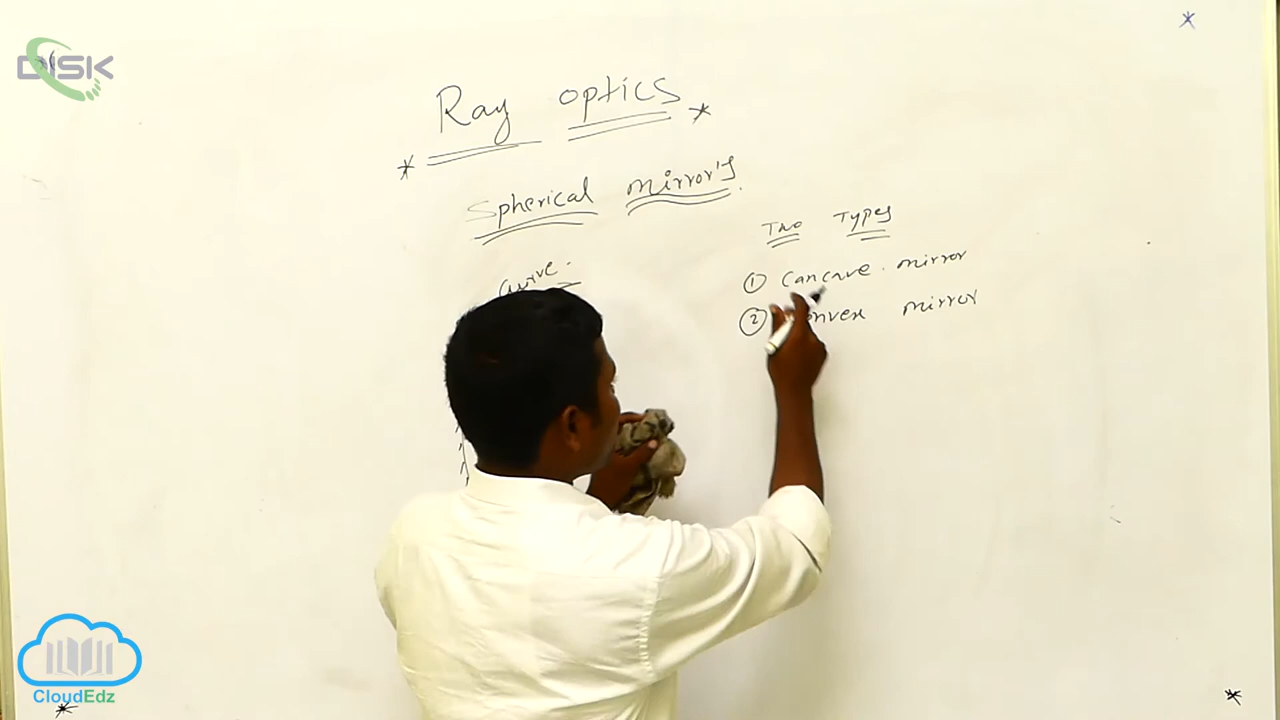 DISK
Ray optics
Spherical mirror's
Two Types
curve.
① Concave. mirror
② Convex mirror
CloudEdz